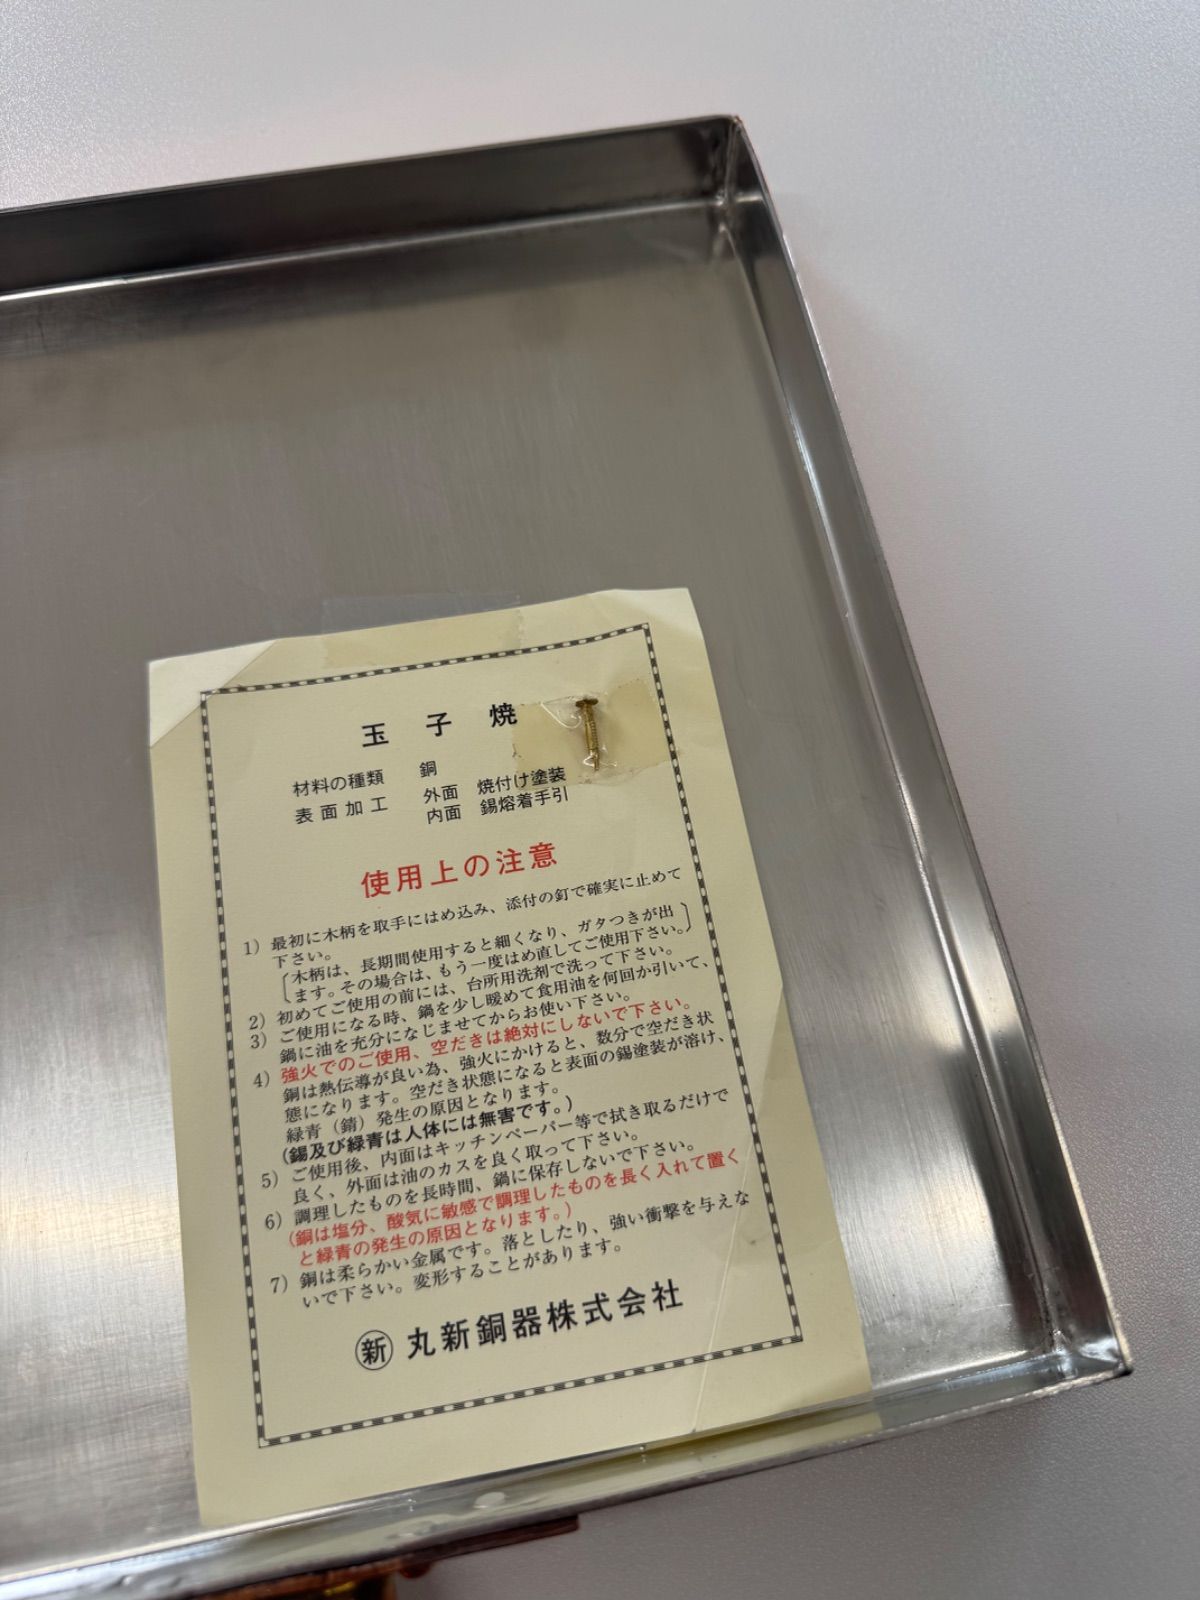 玉子焼
材料の種類 銅
表面加工 外面 焼付け塗装
内面 錫熔着手引
使用上の注意
1) 最初に木柄を取手にはめ込み、添付の釘で確実に止めて
下さい。
〔木柄は、長期間使用すると細くなり、ガタつきが出
ます。その場合は、もう一度はめ直してご使用下さい。〕
2) 初めてご使用の前には、台所用洗剤で洗って下さい。
3) ご使用になる時、鍋を少し暖めて食用油を何回か引いて、
鍋に油を充分になじませてからお使い下さい。
4) 強火でのご使用、空だきは絶対にしないで下さい。
銅は熱伝導が良い為、強火にかけると、数分で空だき状
態になります。空だき状態になると表面の錫塗装が溶け、
緑青（錆）発生の原因となります。
(錫及び緑青は人体には無害です。)
5) ご使用後、内面はキッチンペーパー等で拭き取るだけで
良く、外面は油のカスを良く取って下さい。
6) 調理したものを長時間、鍋に保存しないで下さい。
(銅は塩分、酸気に敏感で調理したものを長く入れて置く
と緑青の発生の原因となります。)
7) 銅は柔らかい金属です。落としたり、強い衝撃を与えな
いで下さい。変形することがあります。
新 丸新銅器株式会社